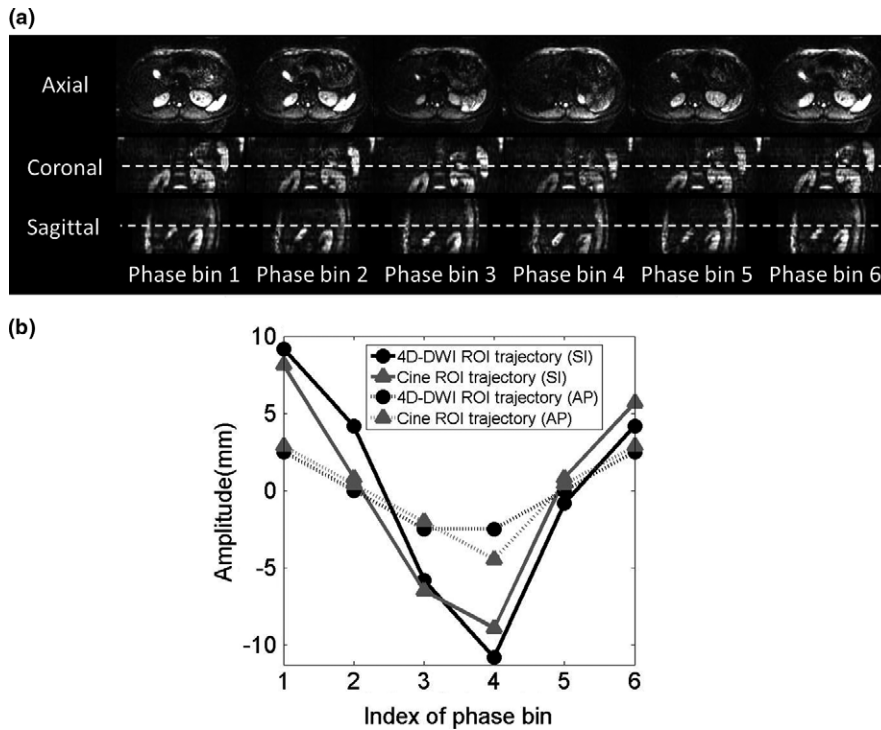 (a)
Axial
Coronal
Sagittal
Phase bin 1 Phase bin 2 Phase bin 3 Phase bin 4 Phase bin 5 Phase bin 6
(b)
10
5
0
-5
-10
Amplitude(mm)
4D-DWI ROI trajectory (SI)
Cine ROI trajectory (SI)
4D-DWI ROI trajectory (AP)
Cine ROI trajectory (AP)
1 2 3 4 5 6
Index of phase bin